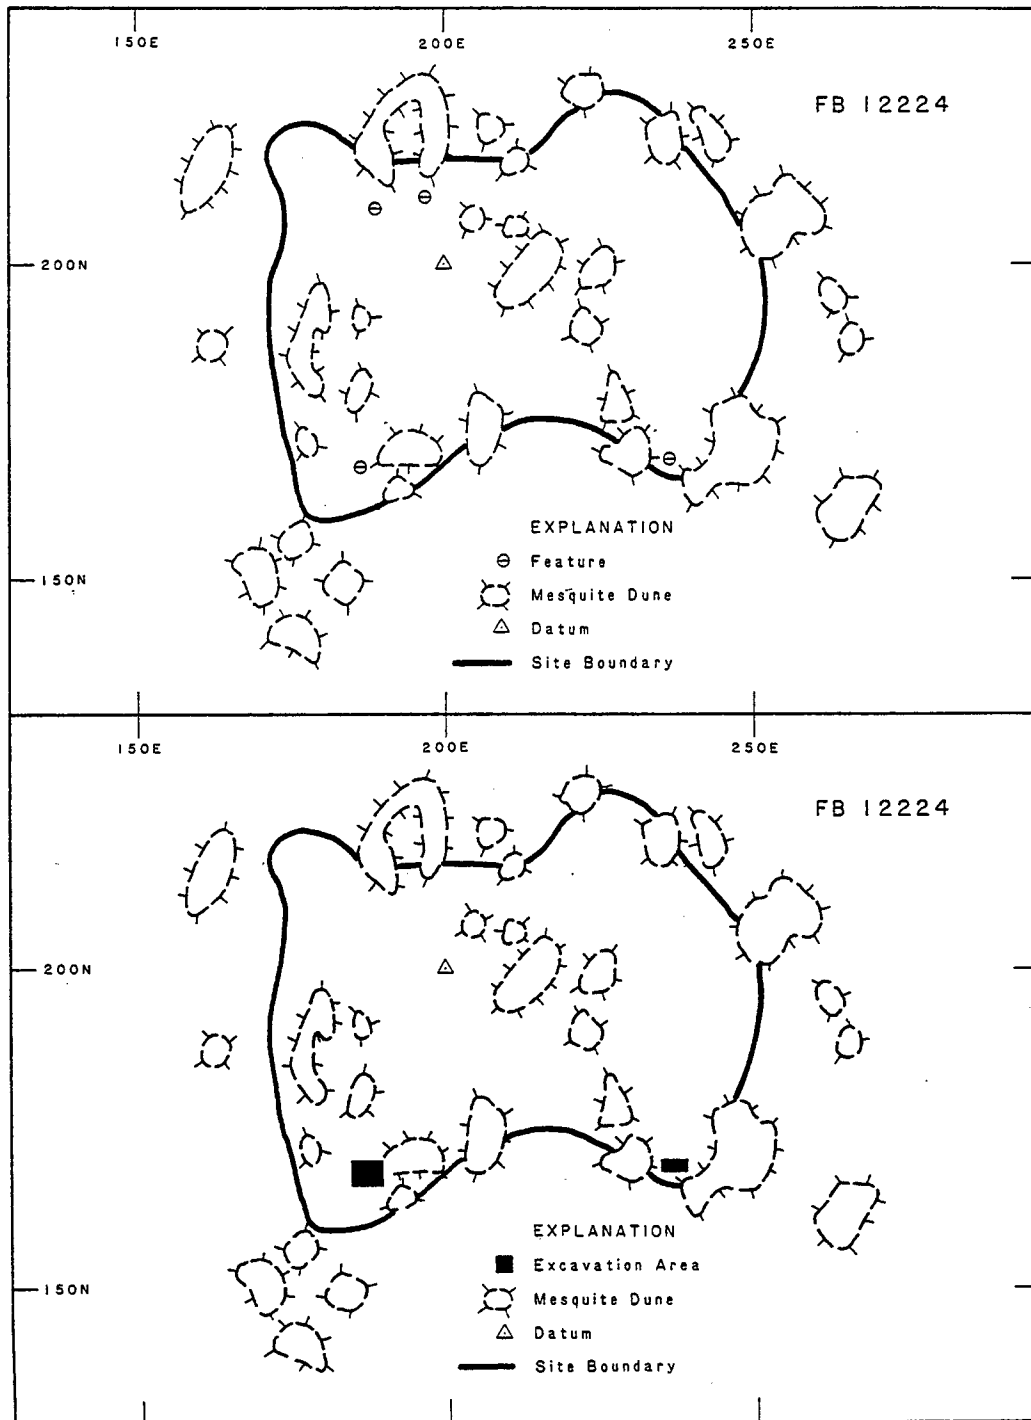 150E 200E 250E
FB 12224
200N
150N
EXPLANATION
Feature
Mesquite Dune
Datum
Site Boundary
150E 200E 250E
FB 12224
200N
150N
EXPLANATION
Excavation Area
Mesquite Dune
Datum
Site Boundary